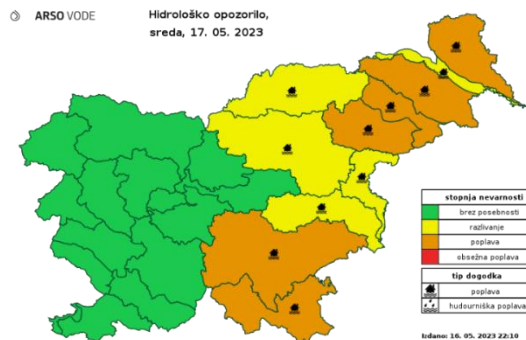 ARSO VODE
Hidrološko opozorilo,
sreda, 17. 05. 2023
stopnja nevarnosti
brez posebnosti
razlivanje
poplava
obsežna poplava
tip dogodka
poplava
hudourniška poplava
Izdano: 16. 05. 2023 22:10